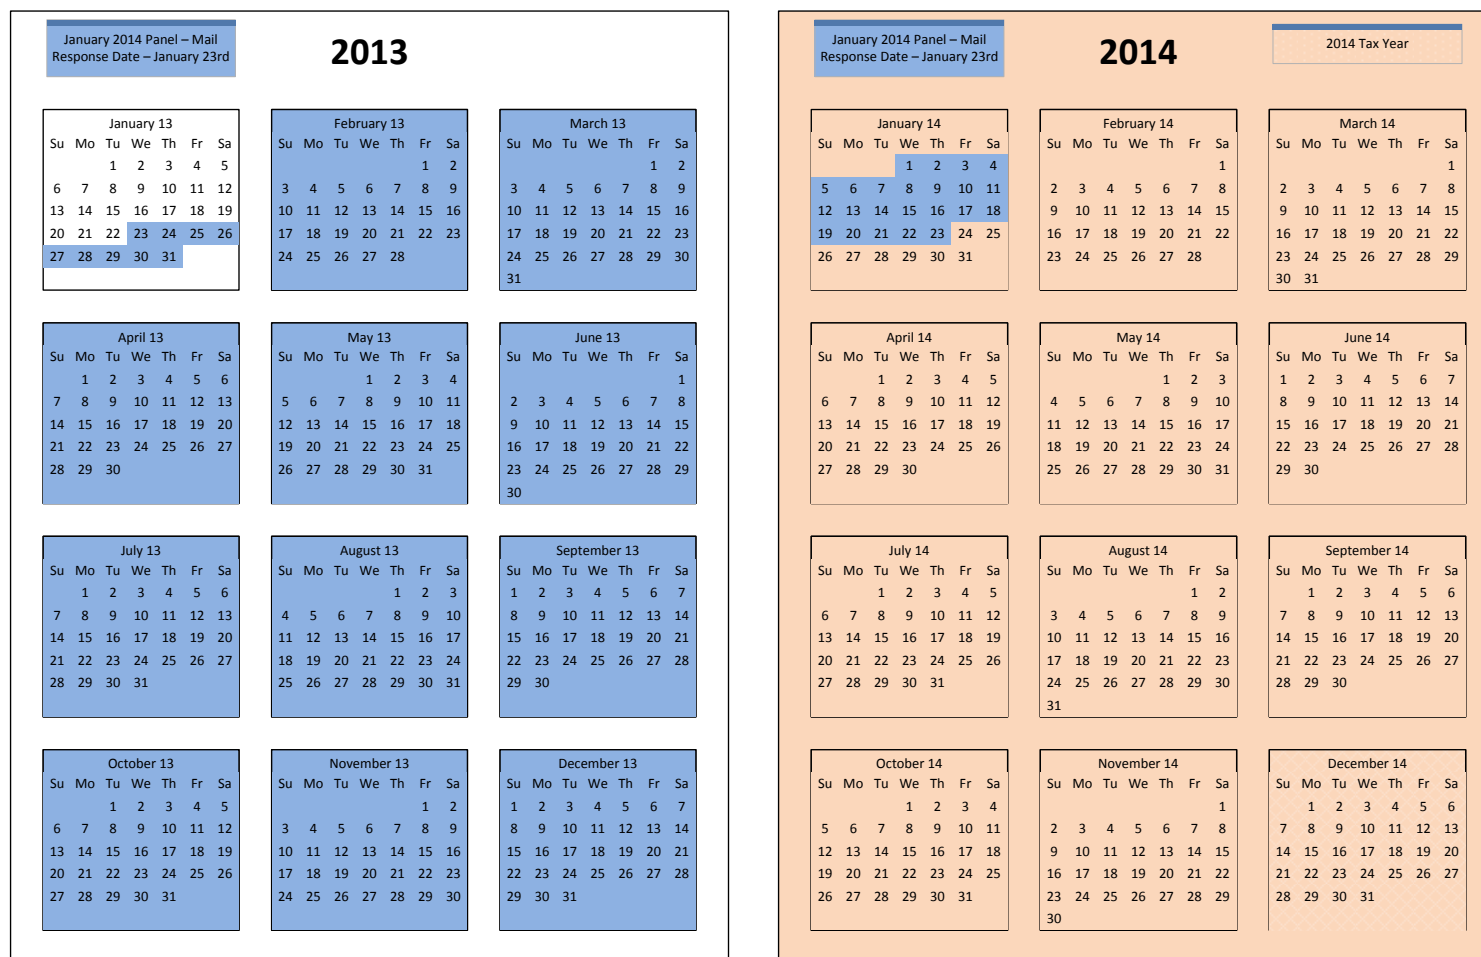 January 2014 Panel – Mail
Response Date – January 23rd
2013
January 13 February 13 March 13
Su Mo Tu We Th Fr Sa Su Mo Tu We Th Fr Sa Su Mo Tu We Th Fr Sa
1 2 3 4 5 1 2 1 2
6 7 8 9 10 11 12 3 4 5 6 7 8 9 3 4 5 6 7 8 9
13 14 15 16 17 18 19 10 11 12 13 14 15 16 10 11 12 13 14 15 16
20 21 22 23 24 25 26 17 18 19 20 21 22 23 17 18 19 20 21 22 23
27 28 29 30 31 24 25 26 27 28 24 25 26 27 28 29 30
31
April 13 May 13 June 13
Su Mo Tu We Th Fr Sa Su Mo Tu We Th Fr Sa Su Mo Tu We Th Fr Sa
1 2 3 4 5 6 1 2 3 4 1
7 8 9 10 11 12 13 5 6 7 8 9 10 11 2 3 4 5 6 7 8
14 15 16 17 18 19 20 12 13 14 15 16 17 18 9 10 11 12 13 14 15
21 22 23 24 25 26 27 19 20 21 22 23 24 25 16 17 18 19 20 21 22
28 29 30 26 27 28 29 30 31 23 24 25 26 27 28 29
30
July 13 August 13 September 13
Su Mo Tu We Th Fr Sa Su Mo Tu We Th Fr Sa Su Mo Tu We Th Fr Sa
1 2 3 4 5 6 1 2 3 1 2 3 4 5 6 7
7 8 9 10 11 12 13 4 5 6 7 8 9 10 8 9 10 11 12 13 14
14 15 16 17 18 19 20 11 12 13 14 15 16 17 15 16 17 18 19 20 21
21 22 23 24 25 26 27 18 19 20 21 22 23 24 22 23 24 25 26 27 28
28 29 30 31 25 26 27 28 29 30 31 29 30
October 13 November 13 December 13
Su Mo Tu We Th Fr Sa Su Mo Tu We Th Fr Sa Su Mo Tu We Th Fr Sa
1 2 3 4 5 1 2 1 2 3 4 5 6 7
6 7 8 9 10 11 12 3 4 5 6 7 8 9 8 9 10 11 12 13 14
13 14 15 16 17 18 19 10 11 12 13 14 15 16 15 16 17 18 19 20 21
20 21 22 23 24 25 26 17 18 19 20 21 22 23 22 23 24 25 26 27 28
27 28 29 30 31 24 25 26 27 28 29 30 29 30 31
January 2014 Panel – Mail
Response Date – January 23rd
2014
2014 Tax Year
January 14 February 14 March 14
Su Mo Tu We Th Fr Sa Su Mo Tu We Th Fr Sa Su Mo Tu We Th Fr Sa
1 2 3 4 1 1
5 6 7 8 9 10 11 2 3 4 5 6 7 8 2 3 4 5 6 7 8
12 13 14 15 16 17 18 9 10 11 12 13 14 15 9 10 11 12 13 14 15
19 20 21 22 23 24 25 16 17 18 19 20 21 22 16 17 18 19 20 21 22
26 27 28 29 30 31 23 24 25 26 27 28 23 24 25 26 27 28 29
30 31
April 14 May 14 June 14
Su Mo Tu We Th Fr Sa Su Mo Tu We Th Fr Sa Su Mo Tu We Th Fr Sa
1 2 3 4 5 1 2 3 1 2 3 4 5 6 7
6 7 8 9 10 11 12 4 5 6 7 8 9 10 8 9 10 11 12 13 14
13 14 15 16 17 18 19 11 12 13 14 15 16 17 15 16 17 18 19 20 21
20 21 22 23 24 25 26 18 19 20 21 22 23 24 22 23 24 25 26 27 28
27 28 29 30 25 26 27 28 29 30 31 29 30
July 14 August 14 September 14
Su Mo Tu We Th Fr Sa Su Mo Tu We Th Fr Sa Su Mo Tu We Th Fr Sa
1 2 3 4 5 1 2 1 2 3 4 5 6
6 7 8 9 10 11 12 3 4 5 6 7 8 9 7 8 9 10 11 12 13
13 14 15 16 17 18 19 10 11 12 13 14 15 16 14 15 16 17 18 19 20
20 21 22 23 24 25 26 17 18 19 20 21 22 23 21 22 23 24 25 26 27
27 28 29 30 31 24 25 26 27 28 29 30 28 29 30
31
October 14 November 14 December 14
Su Mo Tu We Th Fr Sa Su Mo Tu We Th Fr Sa Su Mo Tu We Th Fr Sa
1 2 3 4 1 1 2 3 4 5 6
5 6 7 8 9 10 11 2 3 4 5 6 7 8 7 8 9 10 11 12 13
12 13 14 15 16 17 18 9 10 11 12 13 14 15 14 15 16 17 18 19 20
19 20 21 22 23 24 25 16 17 18 19 20 21 22 21 22 23 24 25 26 27
26 27 28 29 30 31 23 24 25 26 27 28 29 28 29 30 31
30